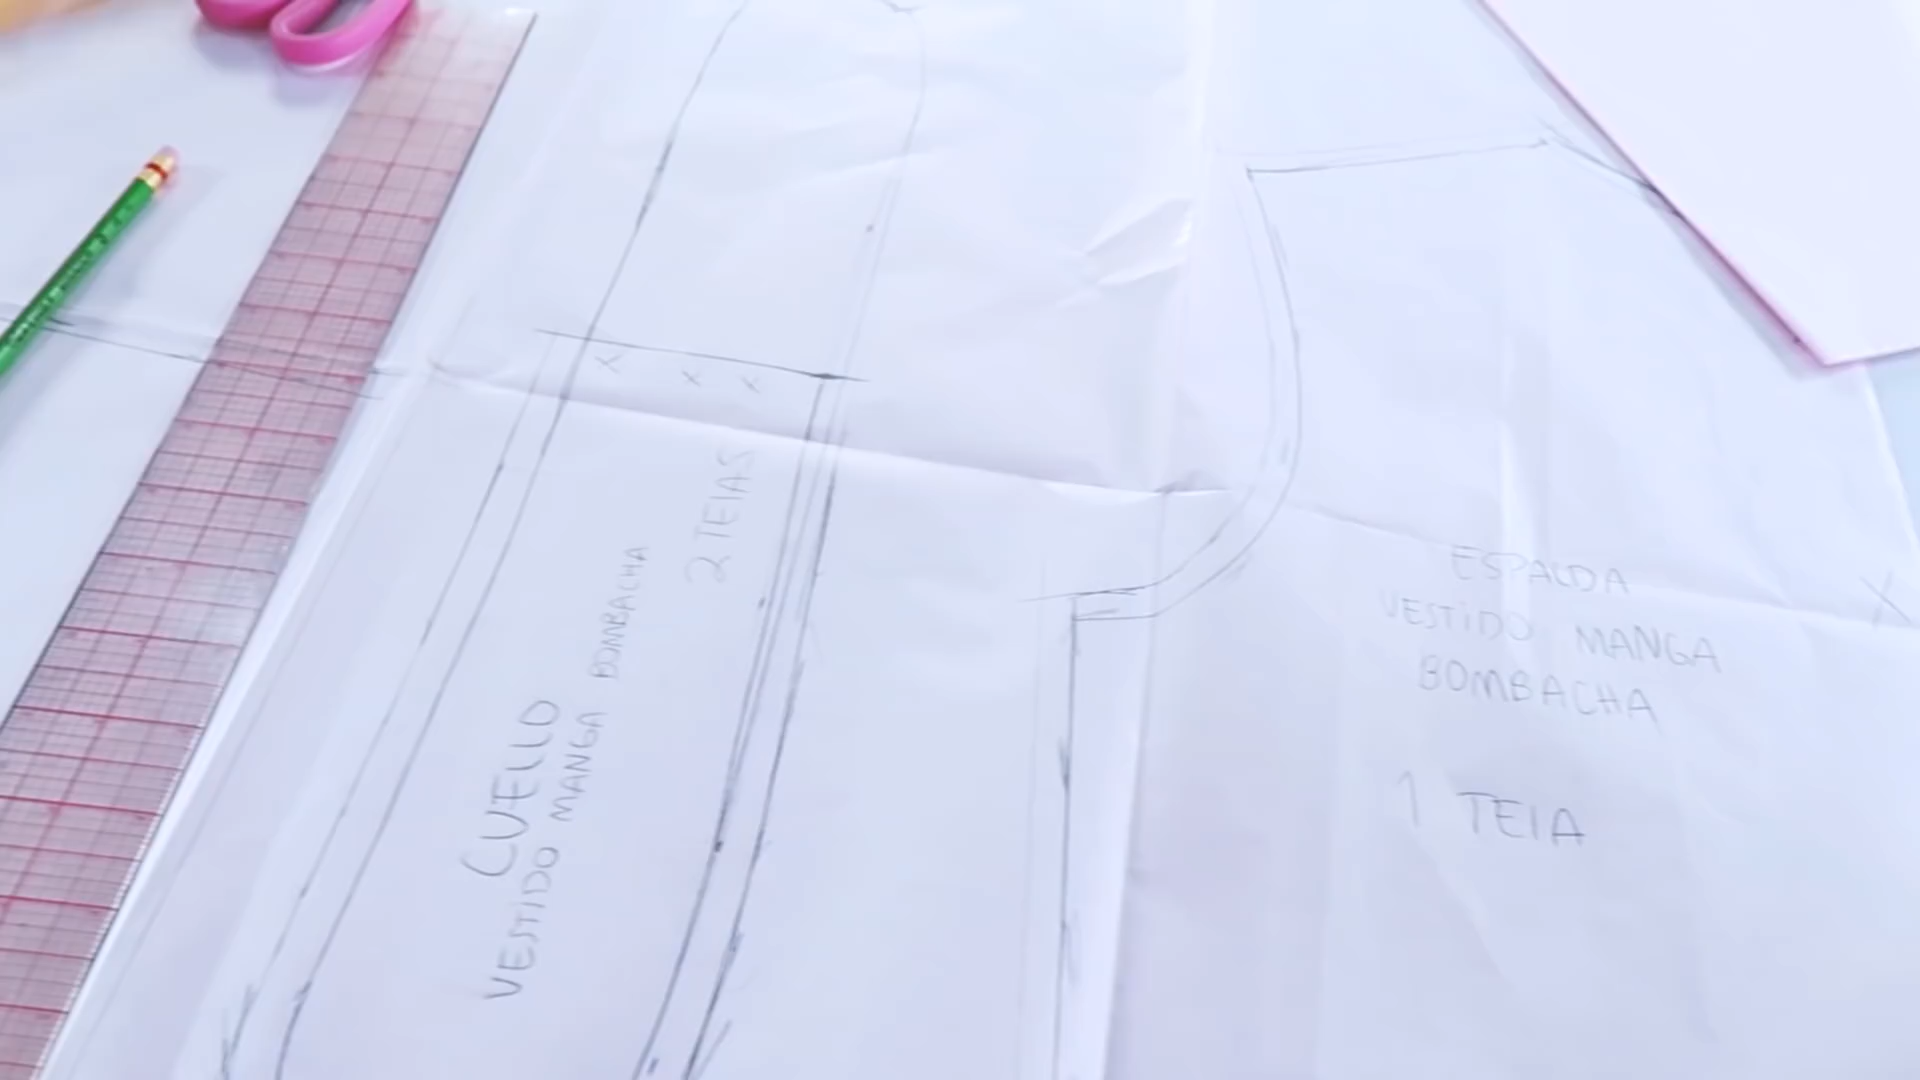 CUELLO
VESTIDO MANGA BOMBACHA
2 TElAS
X X X
ESPALDA
VESTIDO MANGA
BOMBACHA
1 TElA
X